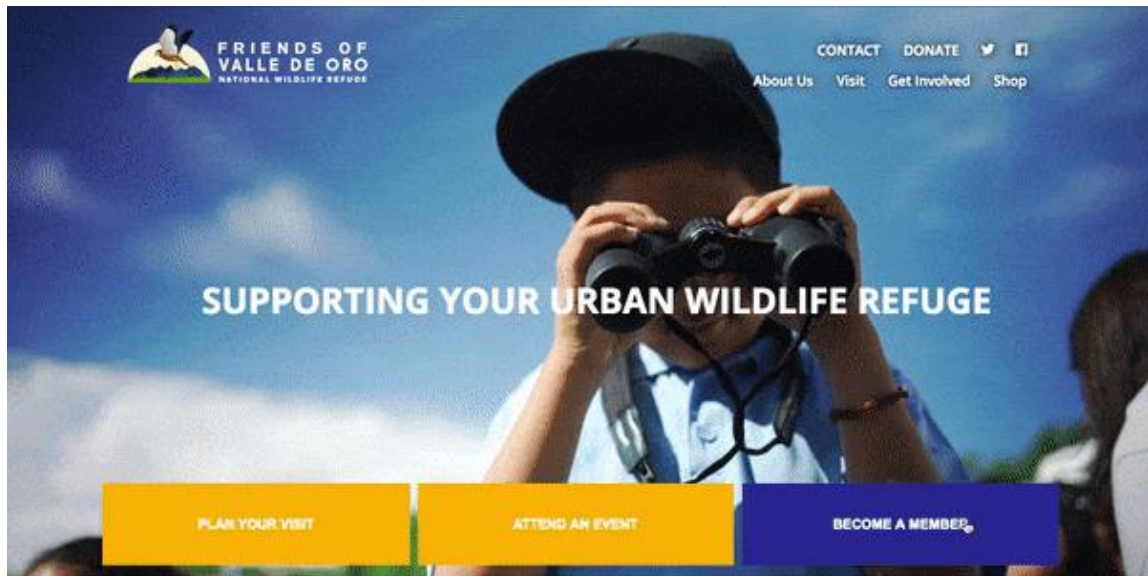 FRIENDS OF
VALLE DE ORO
NATIONAL WILDLIFE REFUGE
CONTACT DONATE
About Us Visit Get Involved Shop
SUPPORTING YOUR URBAN WILDLIFE REFUGE
PLAN YOUR VISIT
ATTEND AN EVENT
BECOME A MEMBER